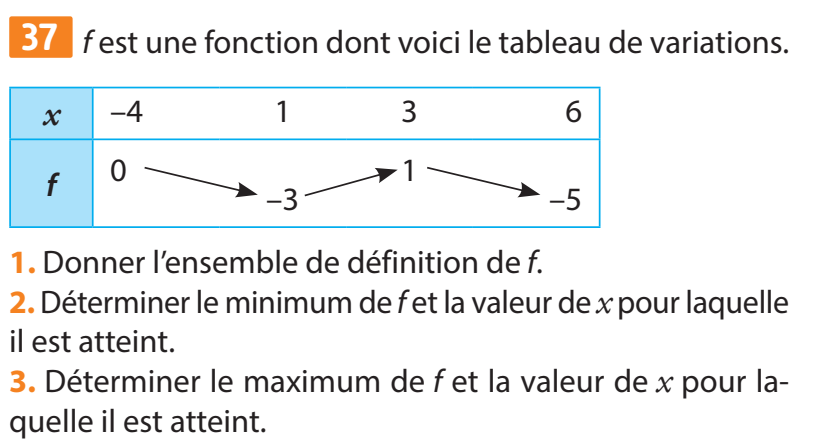 37 f est une fonction dont voici le tableau de variations.
x –4 1 3 6
f 0 –3 1 –5
1. Donner l'ensemble de définition de f.
2. Déterminer le minimum de f et la valeur de x pour laquelle
il est atteint.
3. Déterminer le maximum de f et la valeur de x pour la-
quelle il est atteint.